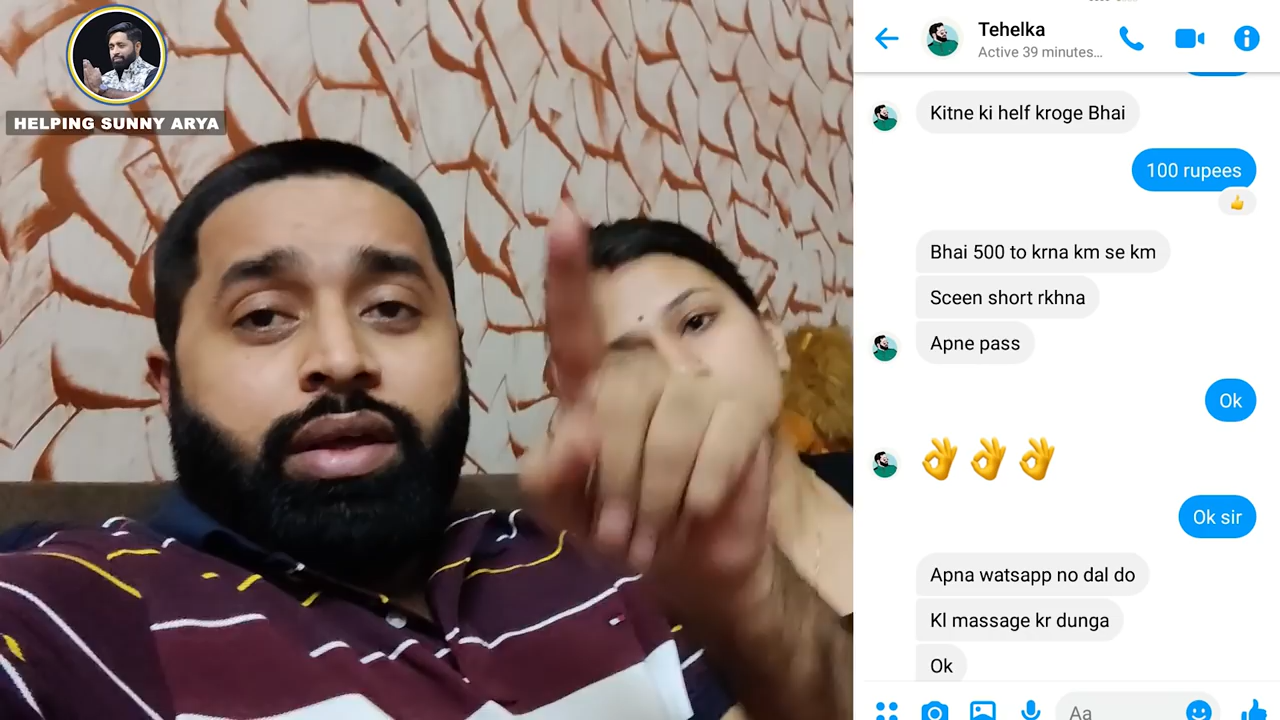 HELPING SUNNY ARYA
Tehelka
Active 39 minutes...
Kitne ki helf kroge Bhai
100 rupees
Bhai 500 to krna km se km
Sceen short rkhna
Apne pass
Ok
Ok sir
Apna watsapp no dal do
Kl massage kr dunga
Ok
Aa